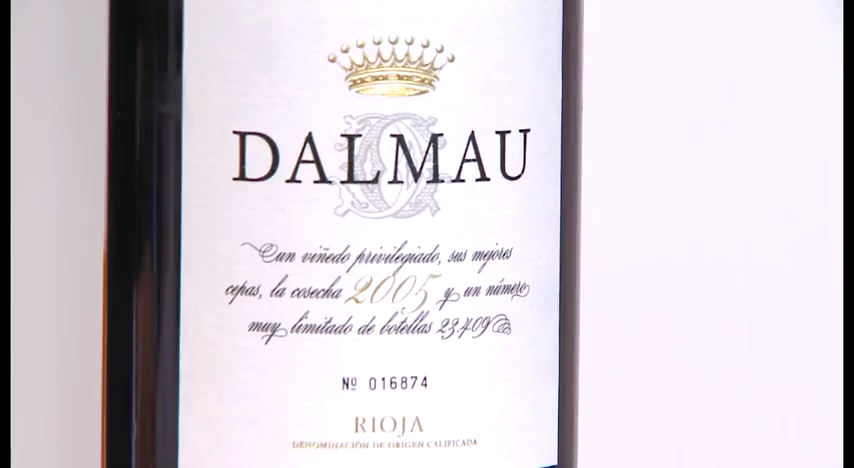 DALMAU
un viñedo privilegiado, sus mejores
cepas, la cosecha 2005 y un número
muy limitado de botellas 23.709
Nº 016874
RIOJA
DENOMINACIÓN DE ORIGEN CALIFICADA